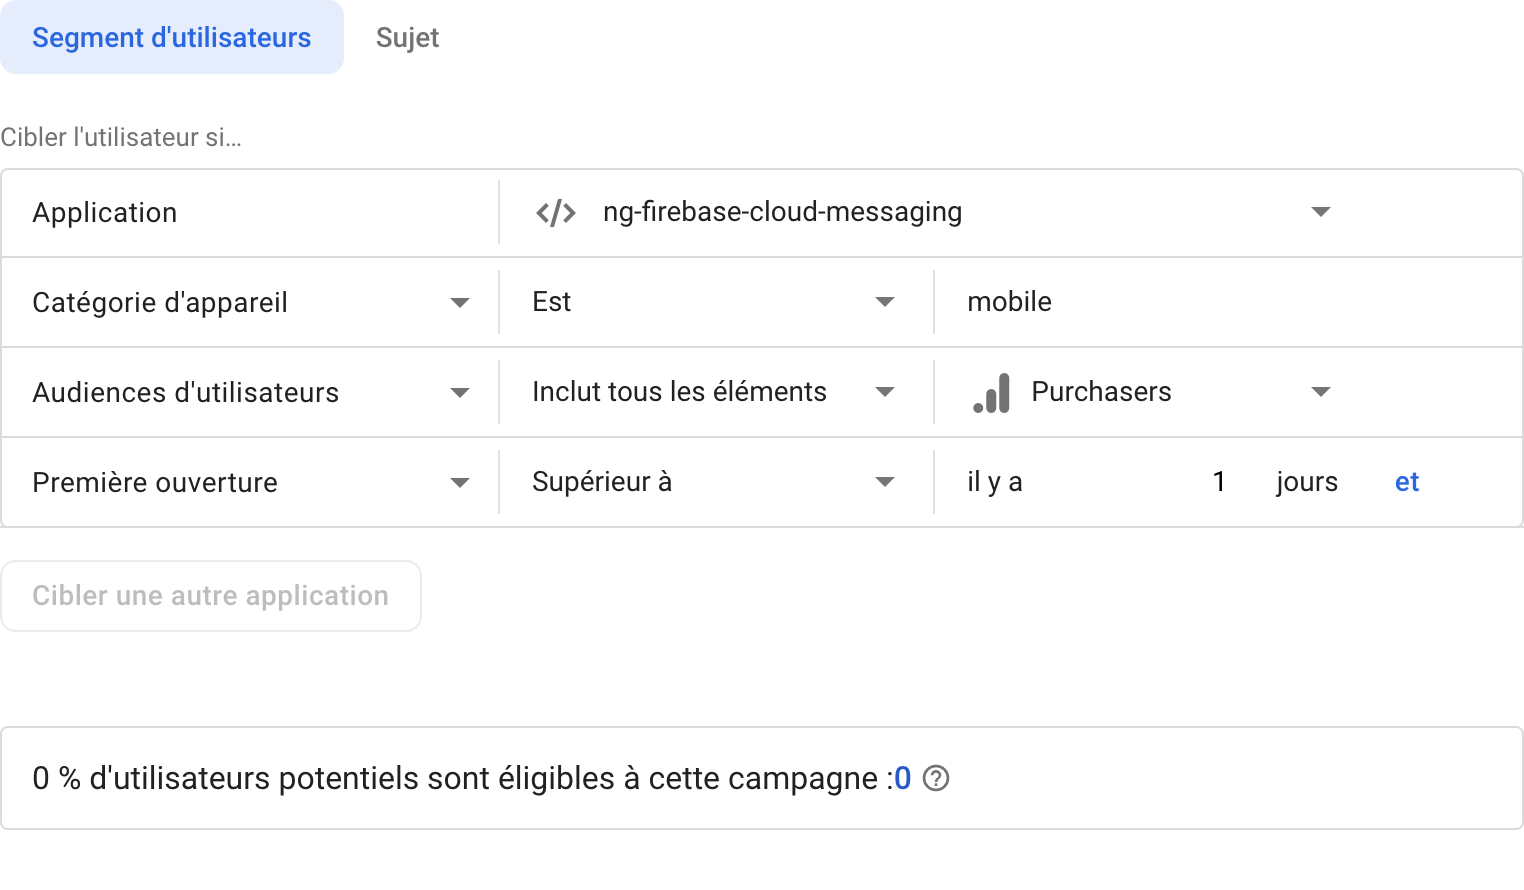 Segment d'utilisateurs Sujet
Cibler l'utilisateur si...
Application ng-firebase-cloud-messaging
Catégorie d'appareil Est mobile
Audiences d'utilisateurs Inclut tous les éléments Purchasers
Première ouverture Supérieur à il y a 1 jours et
Cibler une autre application
0 % d'utilisateurs potentiels sont éligibles à cette campagne :0